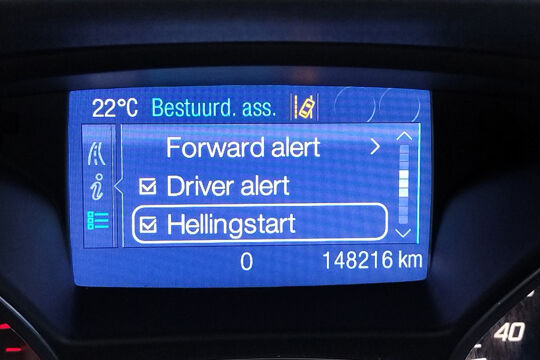 22°C Bestuurd. ass.
Forward alert >
Driver alert
Hellingstart
0 148216 km
40